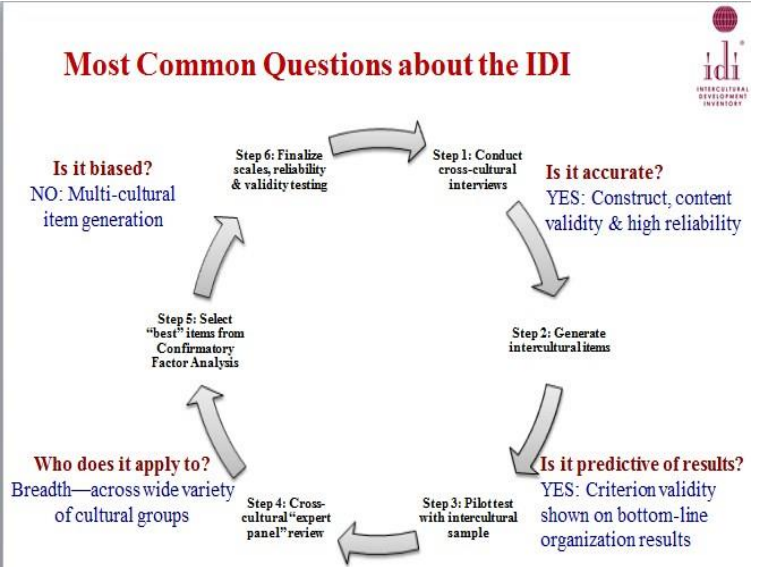 Most Common Questions about the IDI
idi
INTERCULTURAL
DEVELOPMENT
INVENTORY
Step 6: Finalize
scales, reliability
& validity testing
Step 1: Conduct
cross-cultural
interviews
Is it biased?
NO: Multi-cultural
item generation
Is it accurate?
YES: Construct, content
validity & high reliability
Step 5: Select
“best” items from
Confirmatory
Factor Analysis
Step 2: Generate
intercultural items
Who does it apply to?
Breadth—across wide variety
of cultural groups
Step 4: Cross-
cultural “expert
panel” review
Step 3: Pilot test
with intercultural
sample
Is it predictive of results?
YES: Criterion validity
shown on bottom-line
organization results